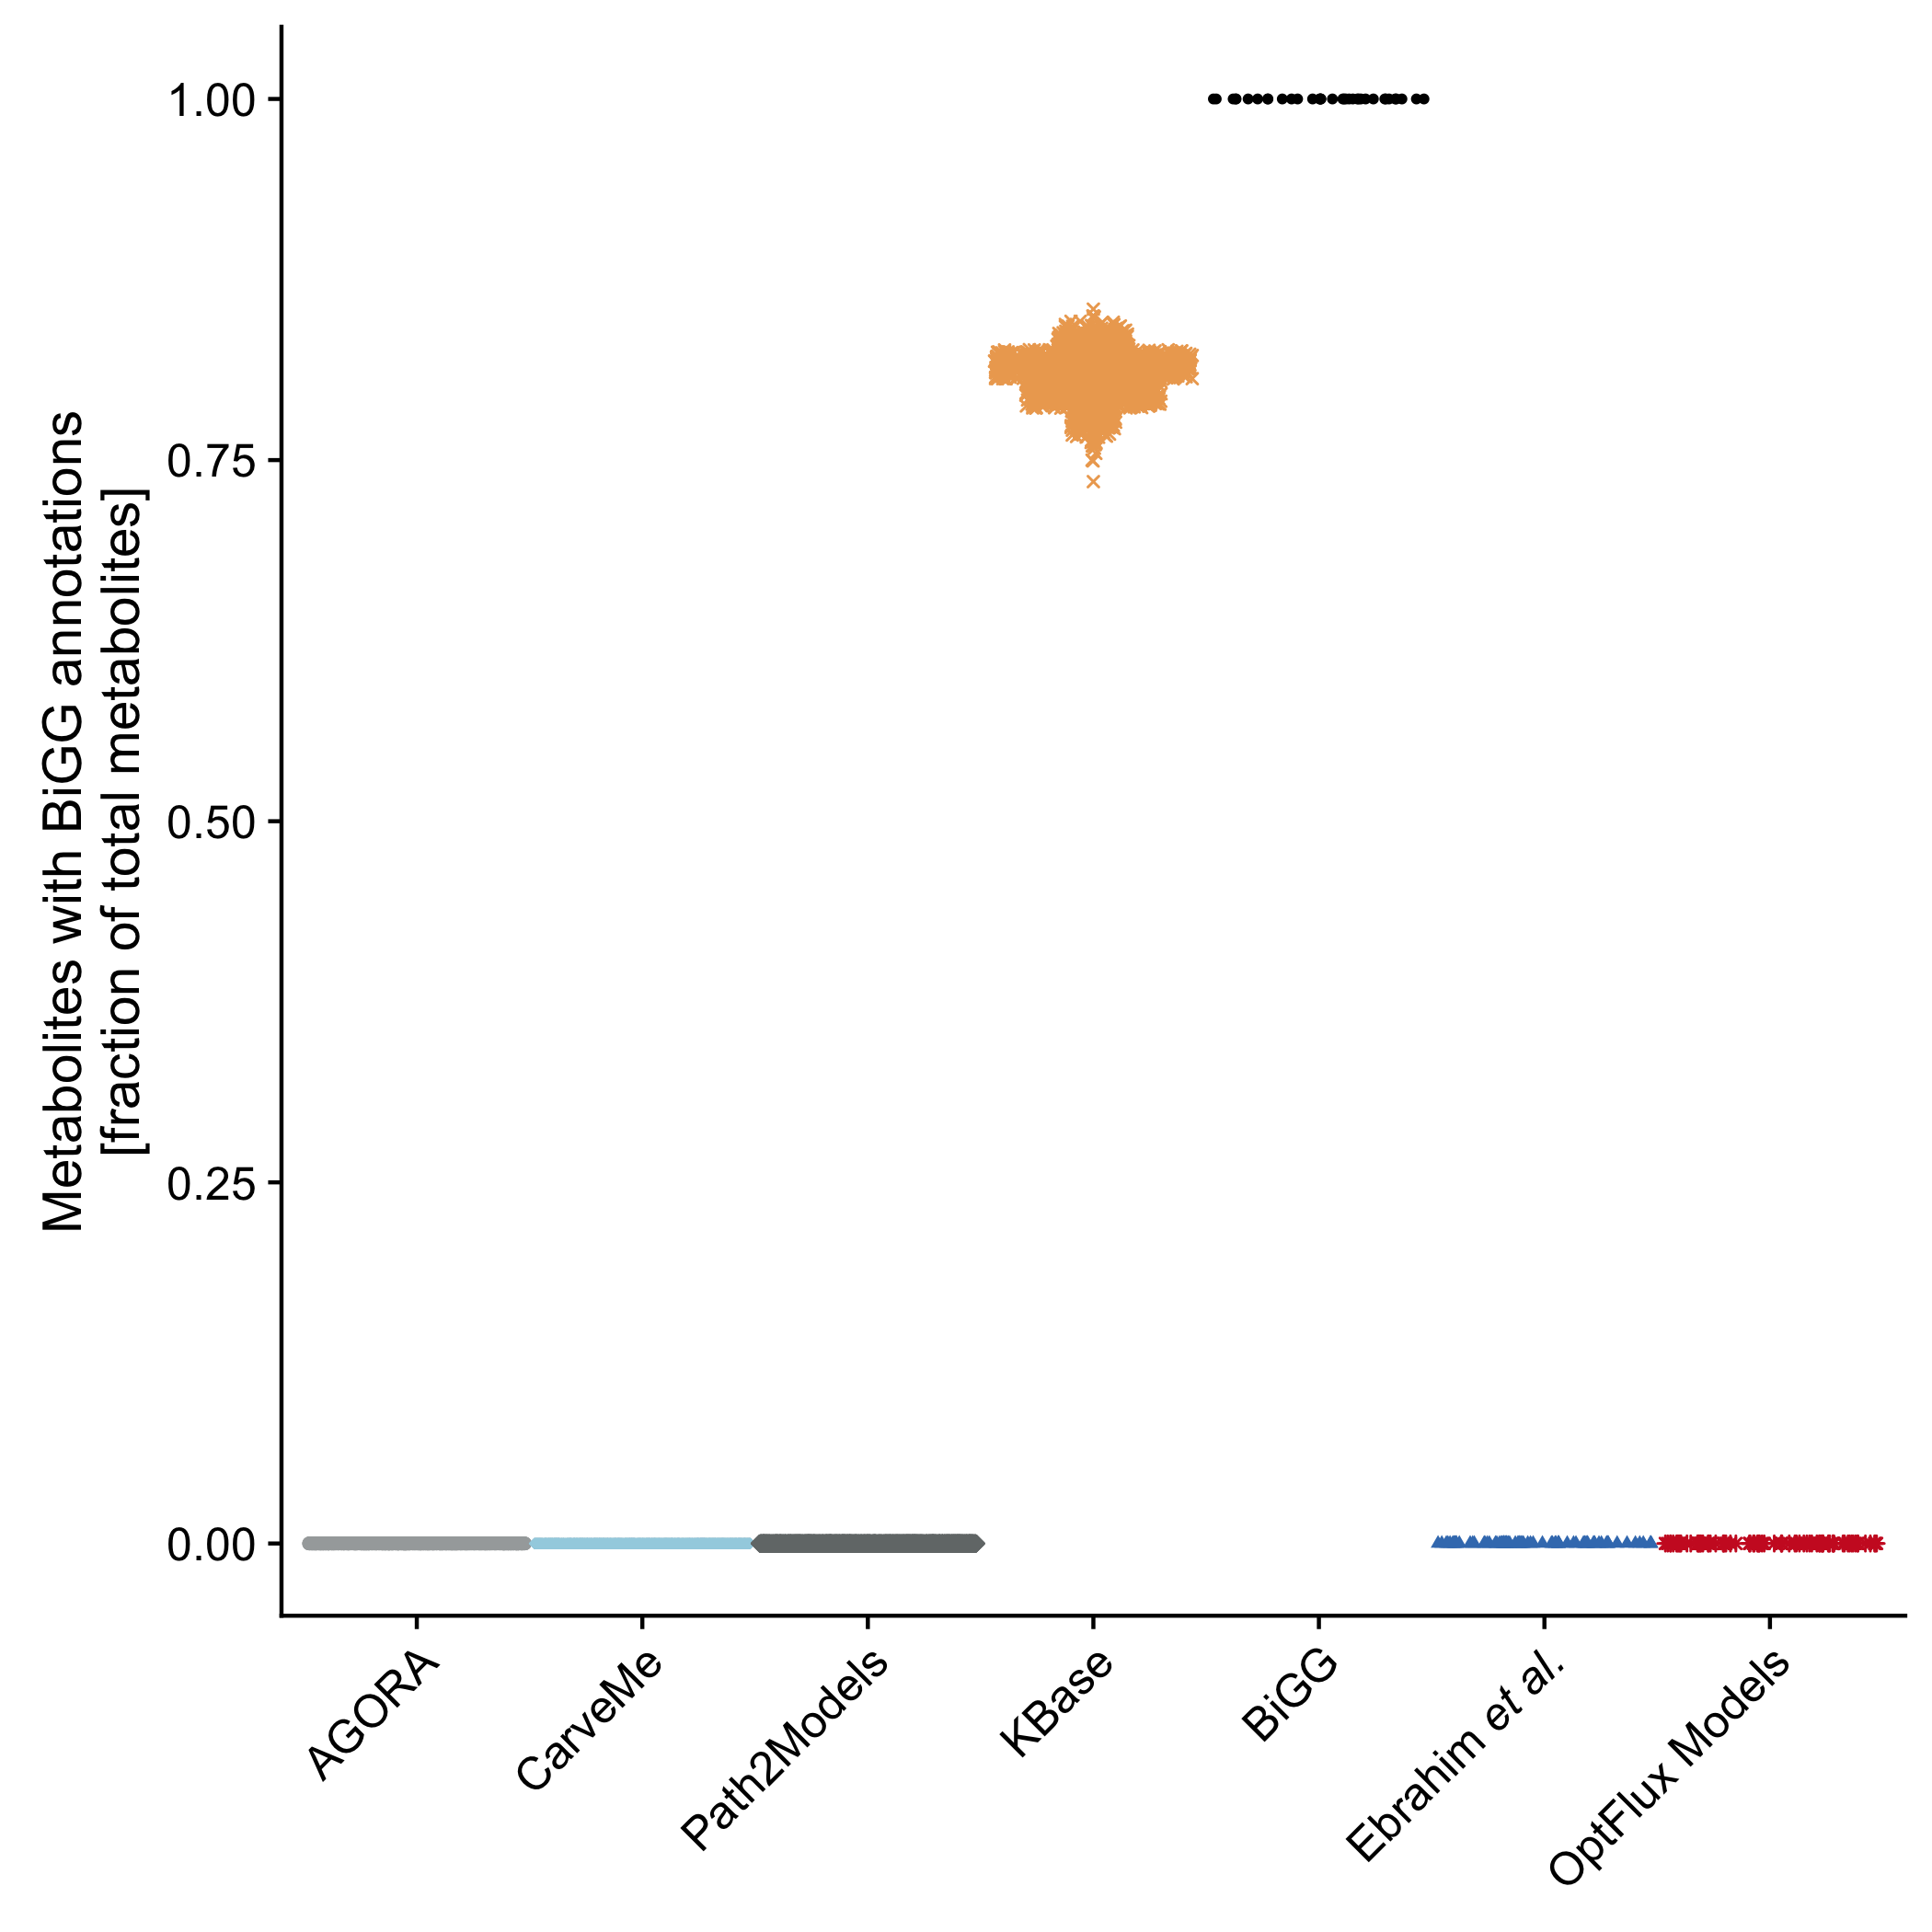 Metabolites with BiGG annotations
[fraction of total metabolites]
1.00
0.75
0.50
0.25
0.00
AGORA
CarveMe
Path2Models
KBase
BiGG
Ebrahim et al.
OptFlux Models